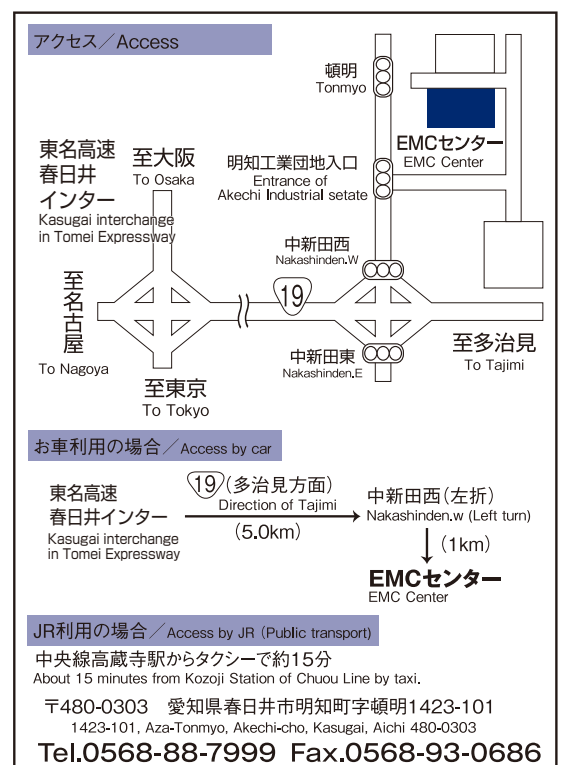 アクセス／Access
頓明
Tonmyo
EMCセンター
EMC Center
東名高速
春日井
インター
Kasugai interchange
in Tomei Expressway
至大阪
To Osaka
明知工業団地入口
Entrance of
Akechi Industrial setate
中新田西
Nakashinden.W
至名古屋
To Nagoya
19
至多治見
To Tajimi
中新田東
Nakashinden.E
至東京
To Tokyo
お車利用の場合／Access by car
東名高速
春日井インター
Kasugai interchange
in Tomei Expressway
19(多治見方面)
Direction of Tajimi
(5.0km)
中新田西(左折)
Nakashinden.w (Left turn)
(1km)
EMCセンター
EMC Center
JR利用の場合／Access by JR (Public transport)
中央線高蔵寺駅からタクシーで約15分
About 15 minutes from Kozoji Station of Chuou Line by taxi.
〒480-0303 愛知県春日井市明知町字頓明1423-101
1423-101, Aza-Tonmyo, Akechi-cho, Kasugai, Aichi 480-0303
Tel.0568-88-7999 Fax.0568-93-0686